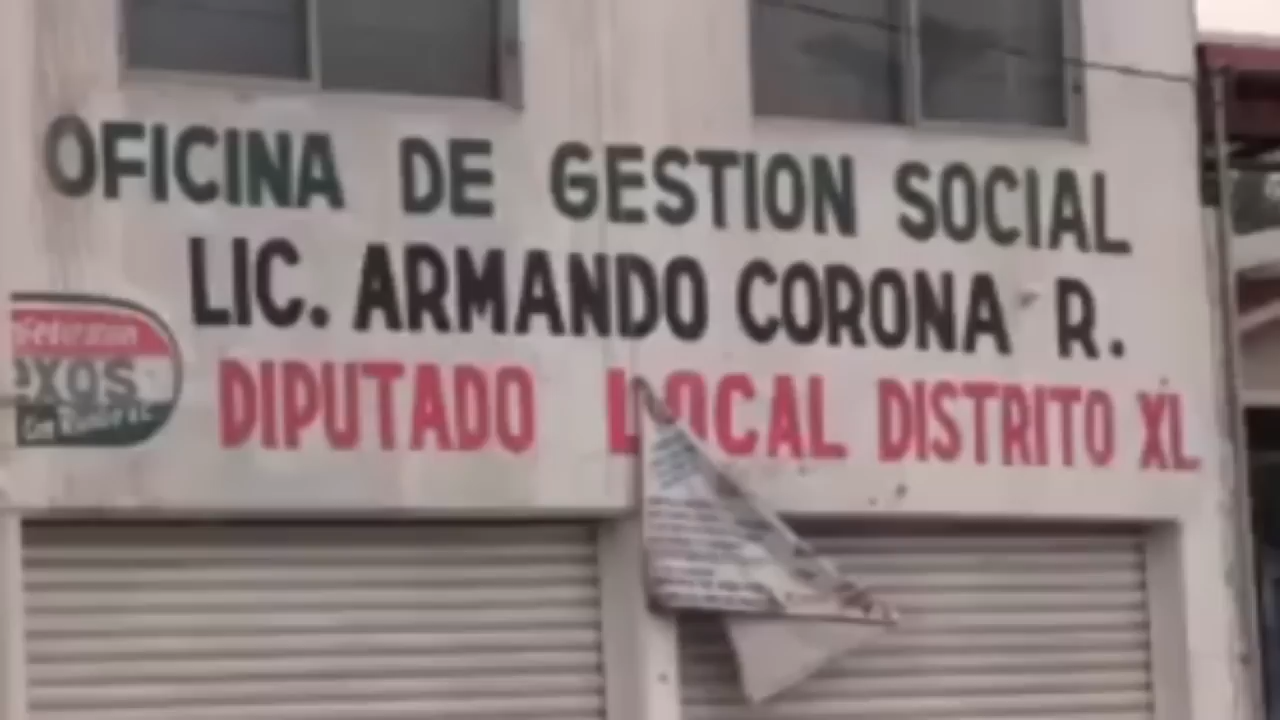 OFICINA DE GESTION SOCIAL
LIC. ARMANDO CORONA R.
DIPUTADO LOCAL DISTRITO XL